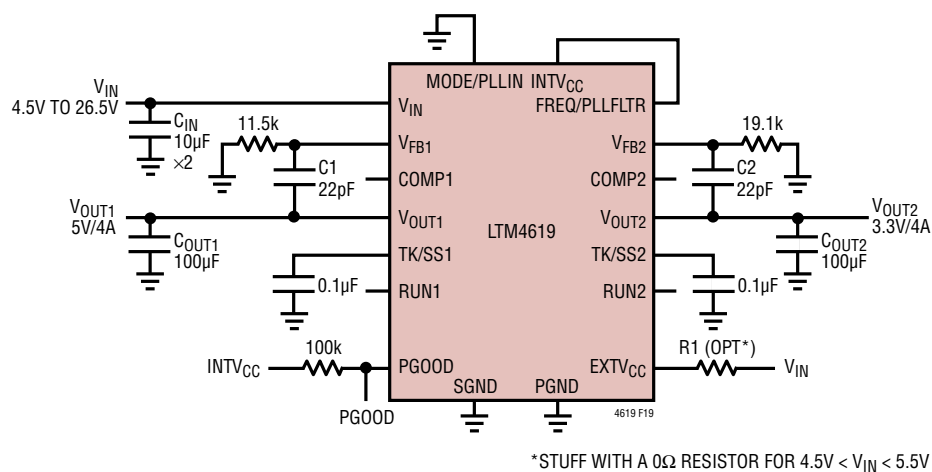 MODE/PLLIN INTVCC
VIN
4.5V TO 26.5V
VIN
FREQ/PLLFLTR
CIN
10µF
×2
11.5k
VFB1
VFB2
19.1k
C1
22pF
COMP1
COMP2
C2
22pF
VOUT1
5V/4A
VOUT1
LTM4619
VOUT2
VOUT2
3.3V/4A
COUT1
100µF
COUT2
100µF
TK/SS1
TK/SS2
0.1µF
RUN1
RUN2
0.1µF
INTVCC
100k
PGOOD
EXTVCC
R1 (OPT*)
VIN
PGOOD
SGND
PGND
4619 F19
*STUFF WITH A 0Ω RESISTOR FOR 4.5V < VIN < 5.5V